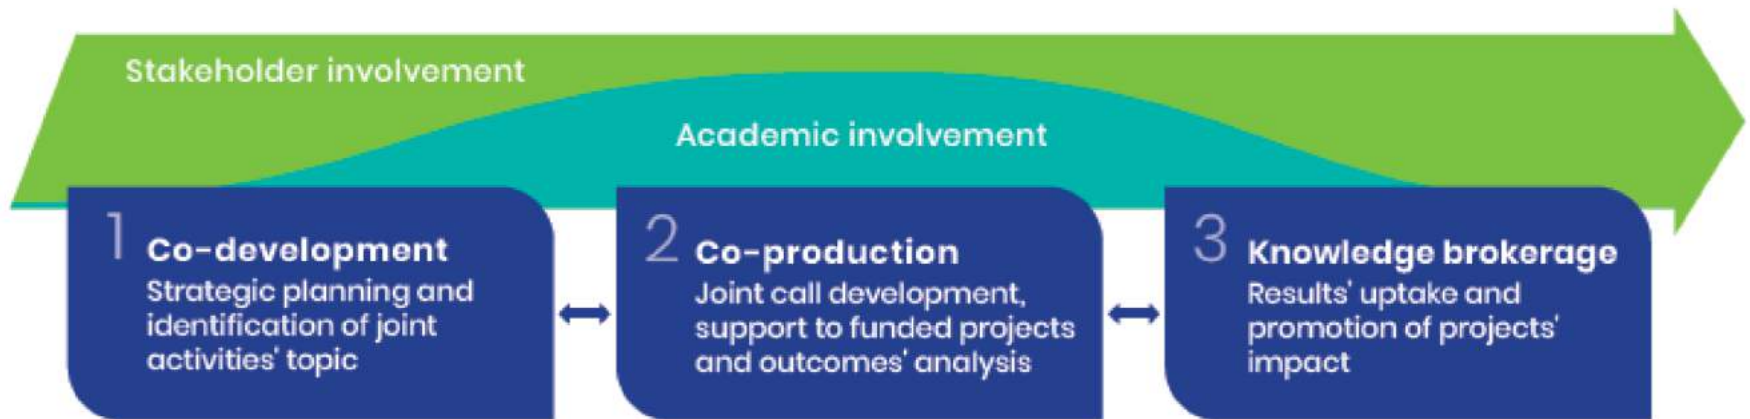 Stakeholder involvement
Academic involvement
1
Co-development
Strategic planning and
identification of joint
activities' topic
2
Co-production
Joint call development,
support to funded projects
and outcomes' analysis
3
Knowledge brokerage
Results' uptake and
promotion of projects'
impact